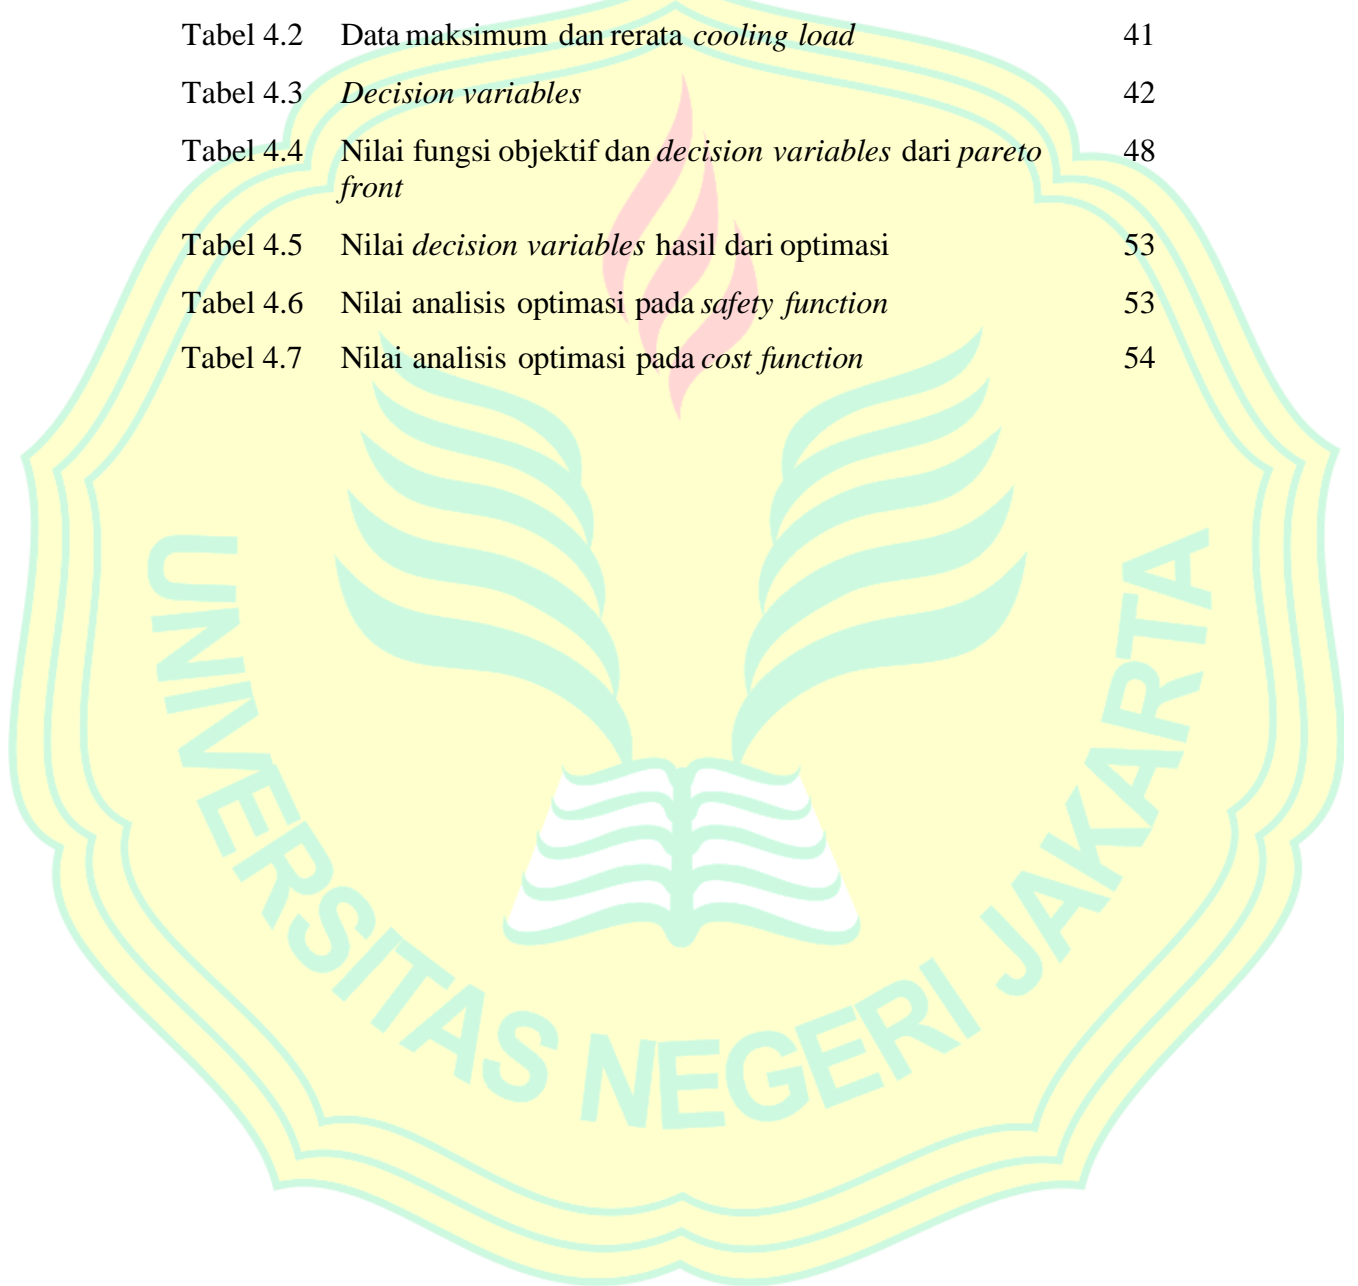 Tabel 4.2 Data maksimum dan rerata cooling load 41
Tabel 4.3 Decision variables 42
Tabel 4.4 Nilai fungsi objektif dan decision variables dari pareto 48
front
Tabel 4.5 Nilai decision variables hasil dari optimasi 53
Tabel 4.6 Nilai analisis optimasi pada safety function 53
Tabel 4.7 Nilai analisis optimasi pada cost function 54
UNIVERSITAS NEGERI JAKARTA